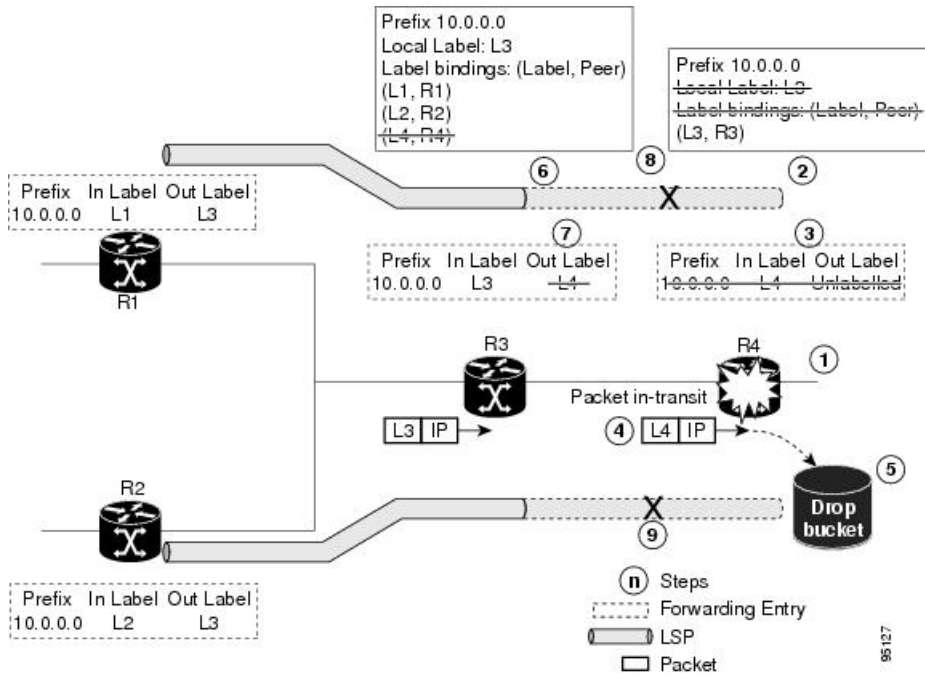 Prefix 10.0.0.0
Local Label: L3
Label bindings: (Label, Peer)
(L1, R1)
(L2, R2)
(L4, R4)
Prefix 10.0.0.0
Local Label: L3
Label bindings: (Label, Peer)
(L3, R3)
6
8
2
Prefix In Label Out Label
10.0.0.0 L1 L3
R1
7
Prefix In Label Out Label
10.0.0.0 L3 L4
3
Prefix In Label Out Label
10.0.0.0 L4 Unlabelled
R3
R4
1
Packet in-transit
L3 IP
4
L4 IP
5
Drop
bucket
R2
9
Prefix In Label Out Label
10.0.0.0 L2 L3
n Steps
Forwarding Entry
LSP
Packet
95127